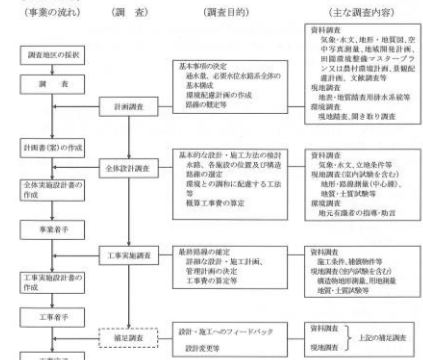 (事業の流れ)
(調　査)
(調査目的)
(主な調査内容)
調査地区の採択
調　査
計画書(案)の作成
全体実施設計書の
作成
事業着手
工事実施設計書の
作成
工事着手
計画調査
全体設計調査
工事実施調査
補足調査
基本事項の決定
通水量、必要水位水路系全体の
基本構成
環境配慮計画の作成
路線の概定等
基本的な設計・施工方法の検討
水路、各施設の位置及び構造
路線の選定
環境との調和に配慮する工法
等
概算工事費の算定
最終路線の確定
詳細な設計・施工計画、
管理計画の決定
工事費の算定等
設計・施工へのフィードバック
設計変更等
資料調査
気象・水文、地形・地質図、空
中写真測量、地域開発計画、
田園環境整備マスタープラ
ン又は農村環境計画、景観配
慮計画、文献調査等
現地調査
地表・地質踏査用排水系統等
環境調査
現地踏査、聞き取り調査
資料調査
気象・水文、立地条件等
現地調査(室内試験を含む)
地形・路線測量(中心線)、
地質・土質試験等
環境調査
地元有識者の指導・助言
資料調査
施工条件、補償物件等
現地調査(室内試験を含む)
構造物地形測量、用地測量
地質・土質試験等
資料調査
現地調査
上記の補足調査